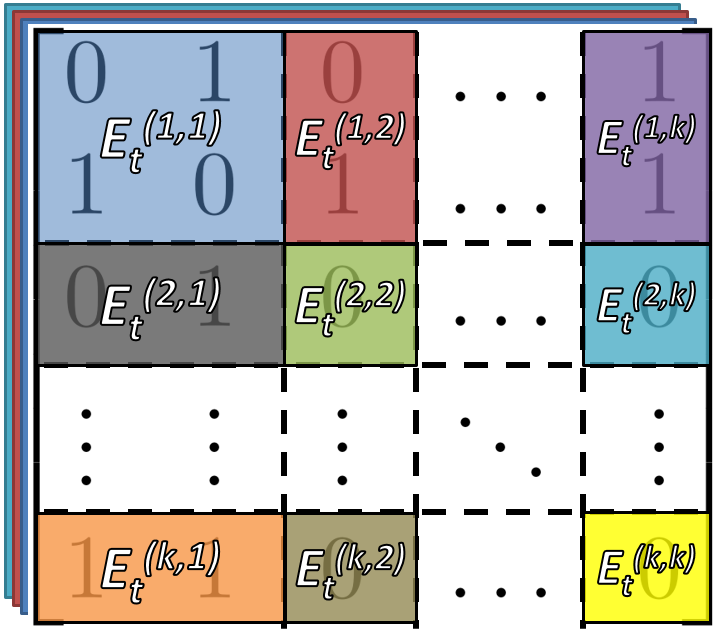 0 1 0 . . . 1
E_t^(1,1) E_t^(1,2) E_t^(1,k)
1 0 1 . . . 1
0 1 0 . . . 0
E_t^(2,1) E_t^(2,2) E_t^(2,k)
1 1 0 . . . 0
E_t^(k,1) E_t^(k,2) E_t^(k,k)